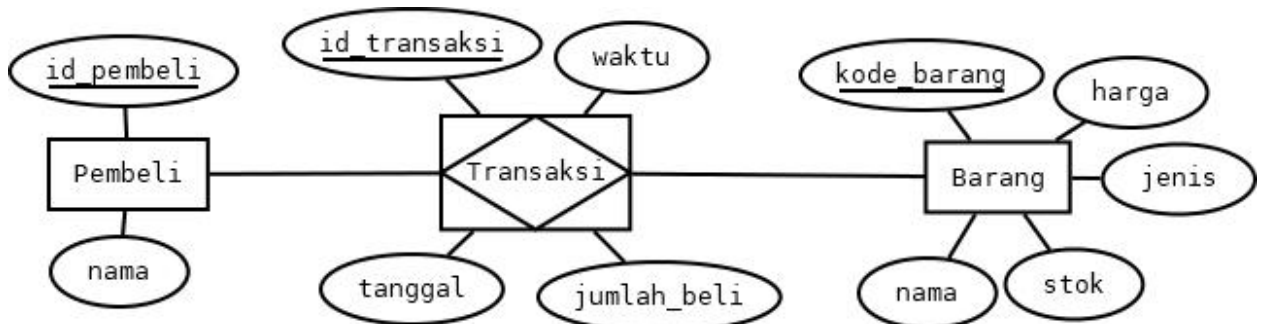 id_transaksi
waktu
id_pembeli
kode_barang
harga
Pembeli
Transaksi
Barang
jenis
nama
tanggal
jumlah_beli
nama
stok